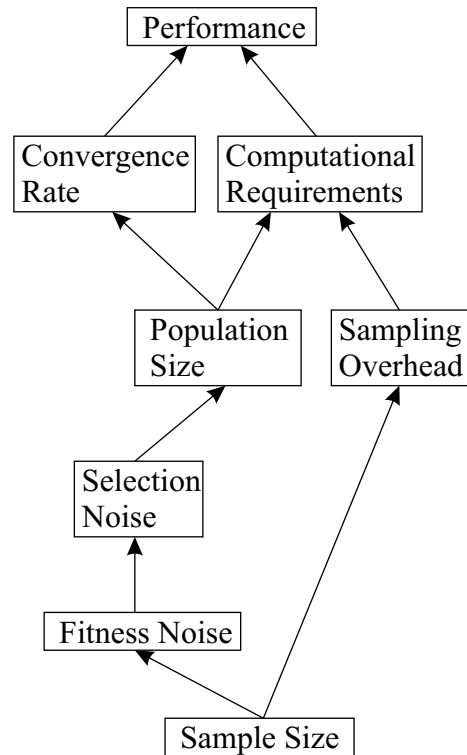 Performance
Convergence
Rate
Computational
Requirements
Population
Size
Sampling
Overhead
Selection
Noise
Fitness Noise
Sample Size